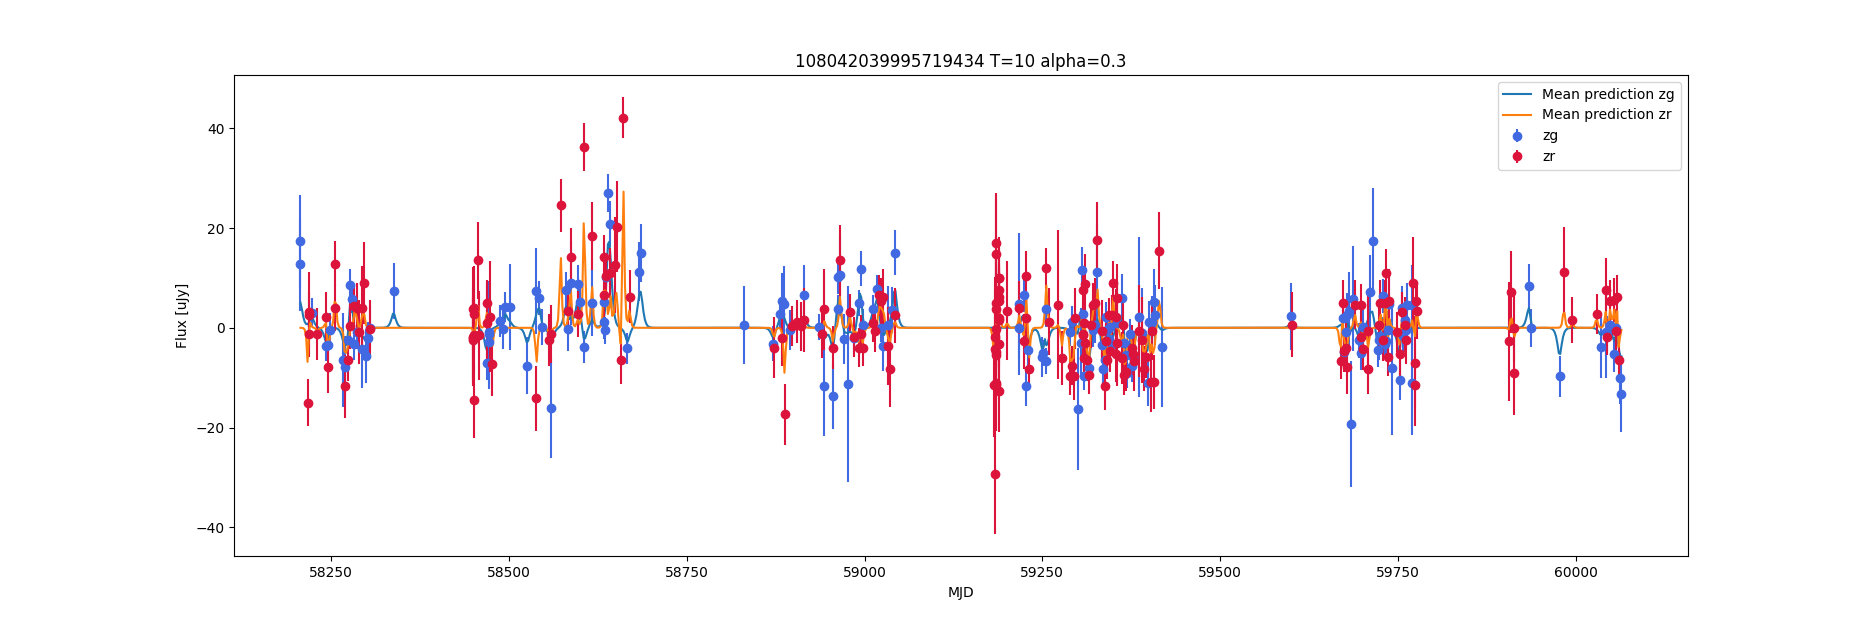 108042039995719434 T=10 alpha=0.3
Mean prediction zg
Mean prediction zr
zg
zr
Flux [uJy]
40
20
0
−20
−40
58250 58500 58750 59000 59250 59500 59750 60000
MJD